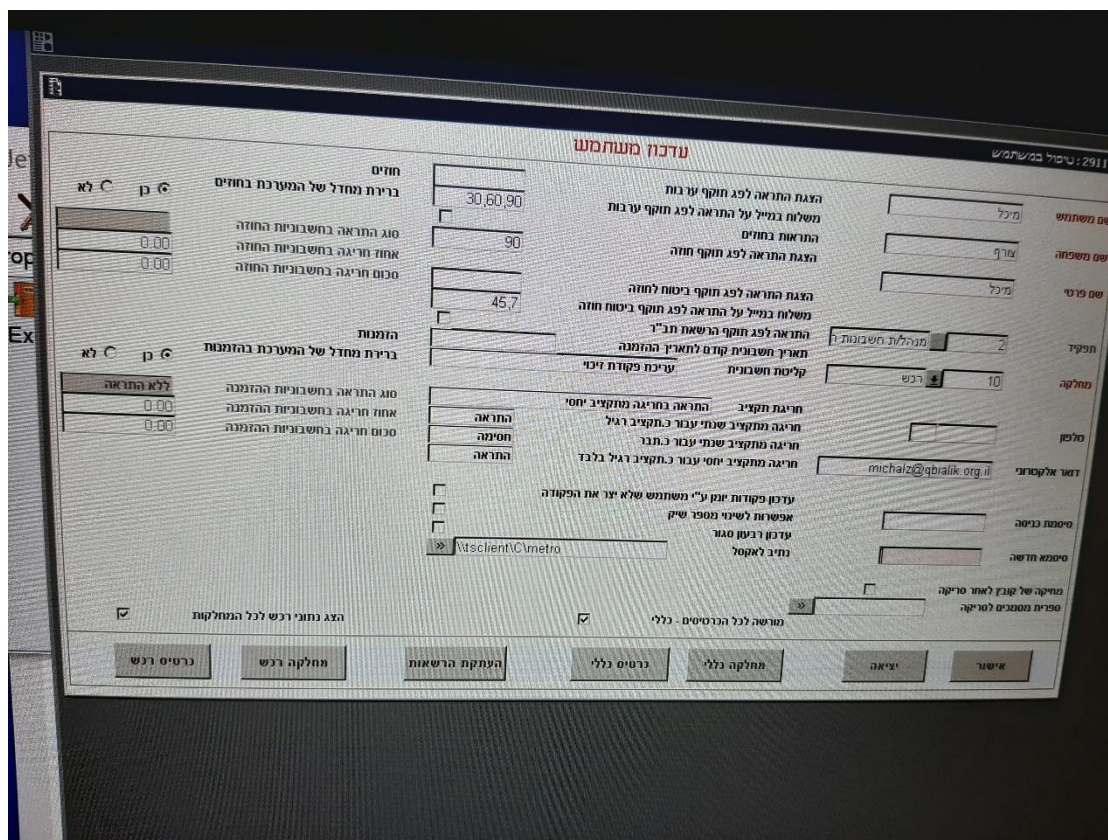 2911 : טיפול במשתמש
עדכון משתמש
שם משתמש מיכל
שם משפחה צורף
שם פרטי מיכל
תפקיד 2 מנהל/ת חשבונות ר
מחלקה 10 רכש
טלפון
דואר אלקטרוני michalz@qbialik.org.il
סיסמת כניסה
סיסמא חדשה
מחיקה של קובץ לאחר סריקה
ספרית מסמכים לסריקה
הצגת התראה לפג תוקף ערבות
משלוח במייל על התראה לפג תוקף ערבות 30,60,90
התראות בחוזים
הצגת התראה לפג תוקף חוזה 90
הצגת התראה לפג תוקף ביטוח לחוזה
משלוח במייל על התראה לפג תוקף ביטוח חוזה 45,7
התראה לפג תוקף הרשאת תב"ר
תאריך חשבונית קודם לתאריך ההזמנה
קליטת חשבונית עריכת פקודת זיכוי
חריגת תקציב התראה בחריגה מתקציב יחסי
חריגה מתקציב שנתי עבור כ.תקציב רגיל התראה
חריגה מתקציב שנתי עבור כ.תבר חסימה
חריגה מתקציב יחסי עבור כ.תקציב רגיל בלבד התראה
עדכון פקודות יומן ע"י משתמש שלא יצר את הפקודה
אפשרות לשינוי מספר שיק
עדכון רבעון סגור
נתיב לאקסל \\tsclient\C\metro
מורשה לכל הכרטיסים - כללי
חוזים
ברירת מחדל של המערכת בחוזים כן לא
סוג התראה בחשבוניות החוזה
אחוז חריגה בחשבוניות החוזה 0.00
סכום חריגה בחשבוניות החוזה 0.00
הזמנות
ברירת מחדל של המערכת בהזמנות כן לא
סוג התראה בחשבוניות ההזמנה ללא התראה
אחוז חריגה בחשבוניות ההזמנה 0.00
סכום חריגה בחשבוניות ההזמנה 0.00
הצג נתוני רכש לכל המחלקות
אישור יציאה מחלקה כללי כרטיס כללי העתקת הרשאות מחלקה רכש כרטיס רכש
Ex